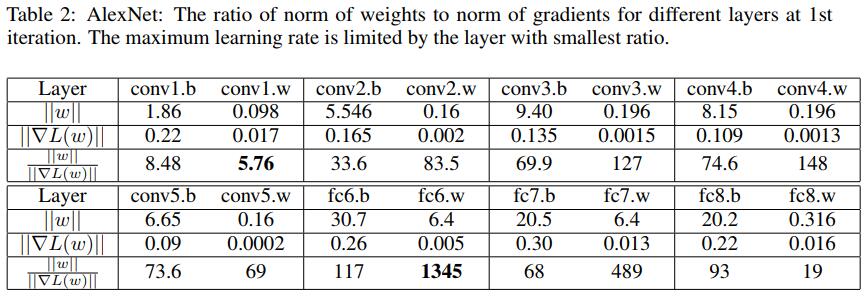 Table 2: AlexNet: The ratio of norm of weights to norm of gradients for different layers at 1st
iteration. The maximum learning rate is limited by the layer with smallest ratio.
Layer conv1.b conv1.w conv2.b conv2.w conv3.b conv3.w conv4.b conv4.w
||w|| 1.86 0.098 5.546 0.16 9.40 0.196 8.15 0.196
||∇L(w)|| 0.22 0.017 0.165 0.002 0.135 0.0015 0.109 0.0013
||w||/||∇L(w)|| 8.48 5.76 33.6 83.5 69.9 127 74.6 148
Layer conv5.b conv5.w fc6.b fc6.w fc7.b fc7.w fc8.b fc8.w
||w|| 6.65 0.16 30.7 6.4 20.5 6.4 20.2 0.316
||∇L(w)|| 0.09 0.0002 0.26 0.005 0.30 0.013 0.22 0.016
||w||/||∇L(w)|| 73.6 69 117 1345 68 489 93 19